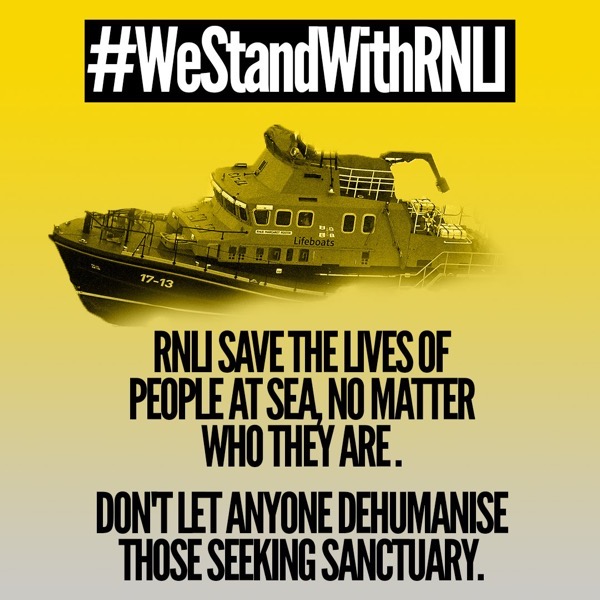 #WeStandWithRNLI
Lifeboats
17-13
RNLI SAVE THE LIVES OF
PEOPLE AT SEA, NO MATTER
WHO THEY ARE .
DON'T LET ANYONE DEHUMANISE
THOSE SEEKING SANCTUARY.